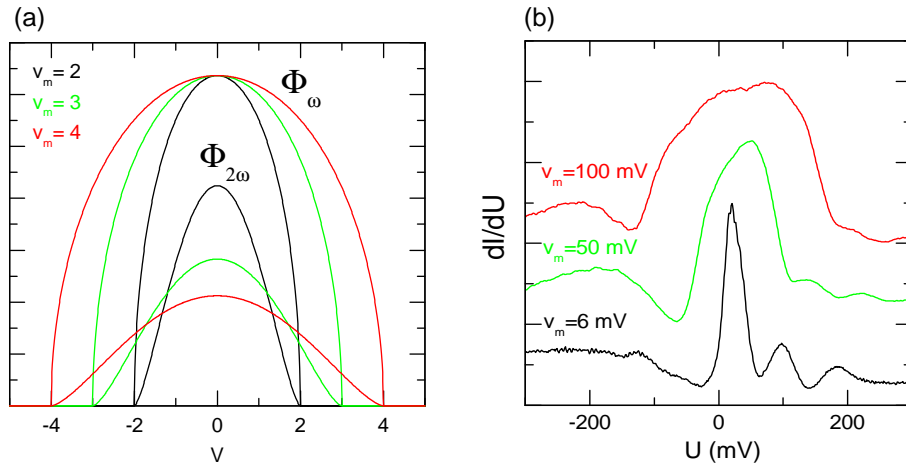 (a)
v_m= 2
v_m= 3
v_m= 4
Φ_ω
Φ_2ω
-4 -2 0 2 4
V
(b)
dI/dU
v_m=100 mV
v_m=50 mV
v_m=6 mV
-200 0 200
U (mV)